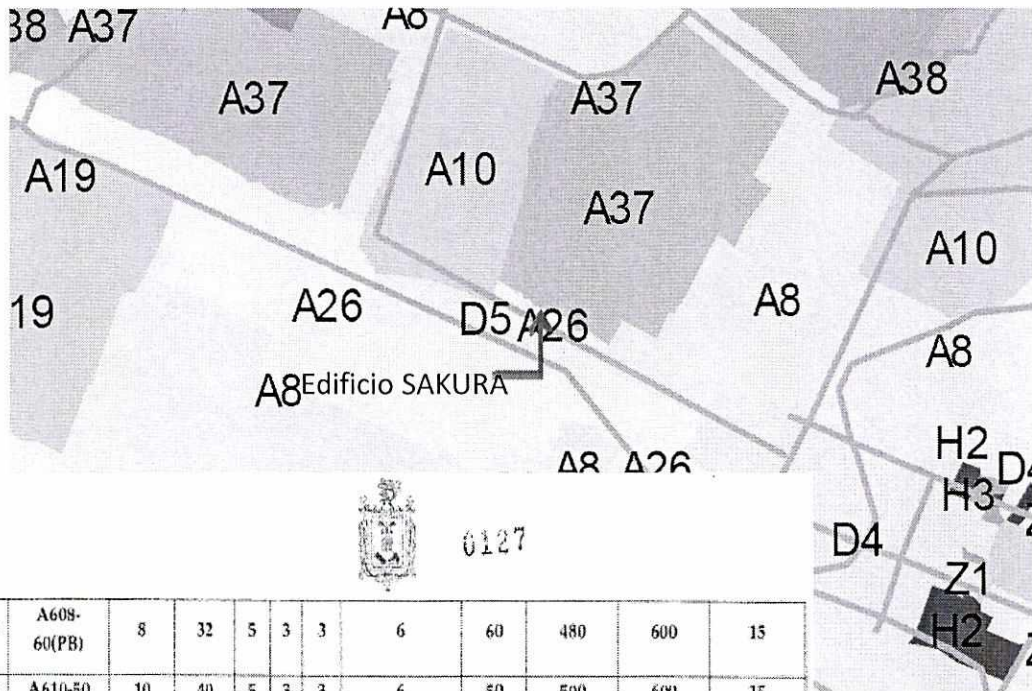 38 A37 A8
A37 A37 A38
A19 A10
A37
A10
19 A26 D5 A26 A8
A8
A8 Edificio SAKURA
A8 A26 H2 D4
H3
0127 D4
Z1
H2
A608-60(PB) 8 32 5 3 3 6 60 480 600 15
A610-50 10 40 5 3 3 6 50 500 600 15